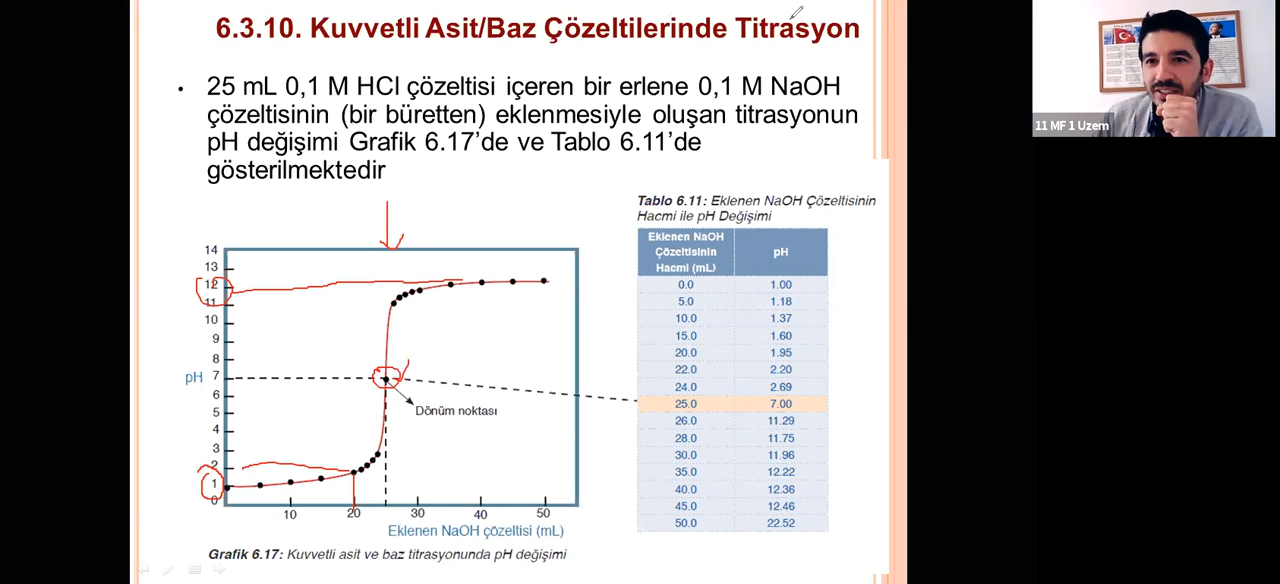 6.3.10. Kuvvetli Asit/Baz Çözeltilerinde Titrasyon
• 25 mL 0,1 M HCl çözeltisi içeren bir erlene 0,1 M NaOH
çözeltisinin (bir büretten) eklenmesiyle oluşan titrasyonun
pH değişimi Grafik 6.17’de ve Tablo 6.11’de
gösterilmektedir
11 MF 1 Uzem
14
13
12
11
10
9
8
pH 7
6
5
4
3
2
1
0
Dönüm noktası
10 20 30 40 50
Eklenen NaOH çözeltisi (mL)
Grafik 6.17: Kuvvetli asit ve baz titrasyonunda pH değişimi
Tablo 6.11: Eklenen NaOH Çözeltisinin
Hacmi ile pH Değişimi
Eklenen NaOH
Çözeltisinin
Hacmi (mL)
pH
0.0 1.00
5.0 1.18
10.0 1.37
15.0 1.60
20.0 1.95
22.0 2.20
24.0 2.69
25.0 7.00
26.0 11.29
28.0 11.75
30.0 11.96
35.0 12.22
40.0 12.36
45.0 12.46
50.0 22.52